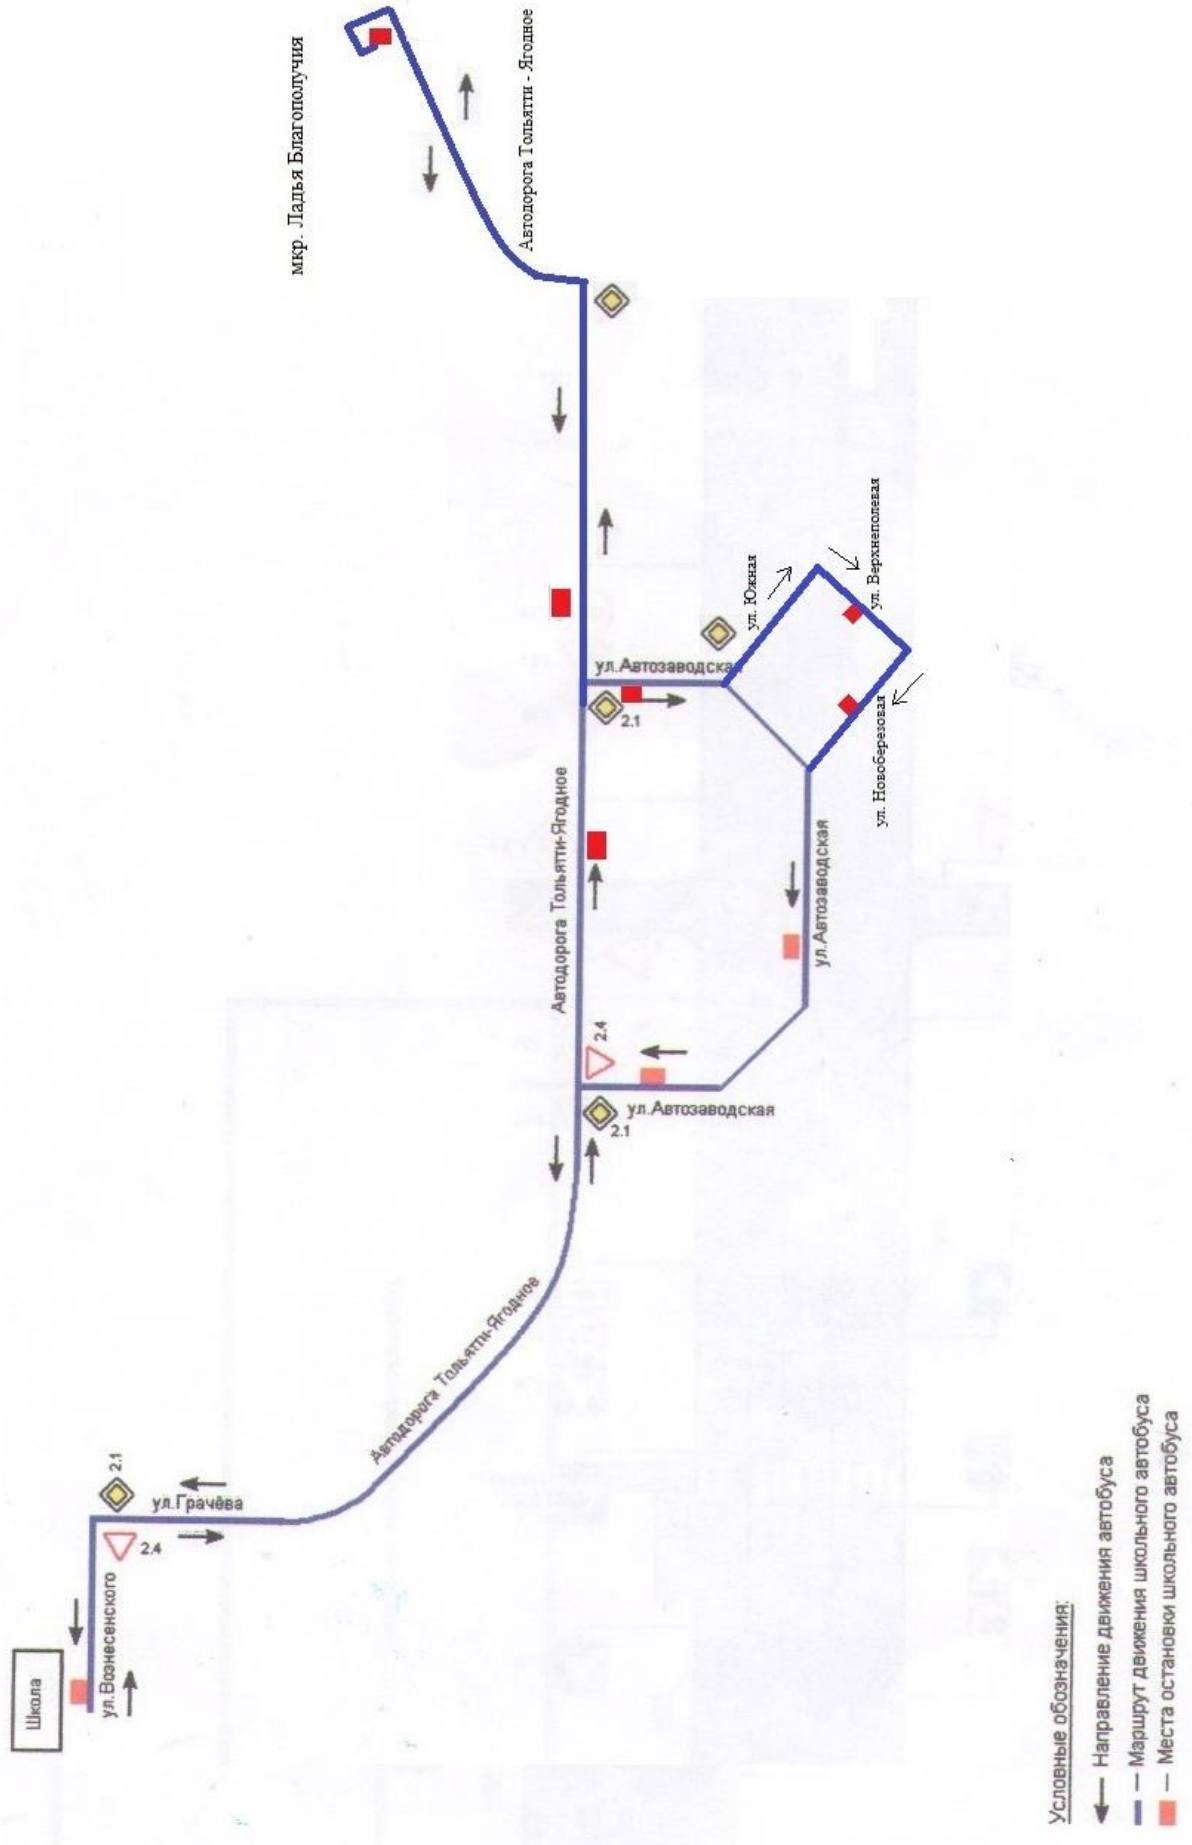 мкр. Ладья Благополучия
Автодорога Тольятти - Ягодное
ул. Южная
ул. Верхнеполевая
ул. Новоберезовая
ул.Автозаводская
2.1
Автодорога Тольятти-Ягодное
ул.Автозаводская
2.4
2.1
ул.Автозаводская
Автодорога Тольятти-Ягодное
2.1
ул.Грачёва
2.4
ул.Вознесенского
Школа
Условные обозначения:
— Направление движения автобуса
— Маршрут движения школьного автобуса
— Места остановки школьного автобуса